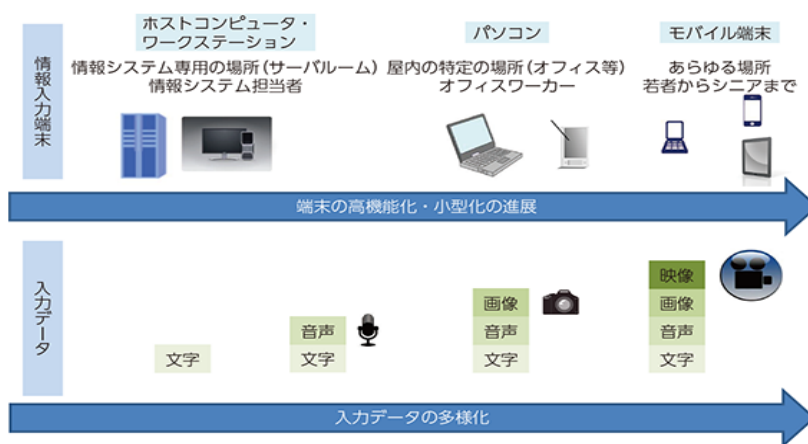 情報入力端末
ホストコンピュータ・
ワークステーション
情報システム専用の場所(サーバルーム)
情報システム担当者
パソコン
屋内の特定の場所(オフィス等)
オフィスワーカー
モバイル端末
あらゆる場所
若者からシニアまで
端末の高機能化・小型化の進展
入力データ
文字
音声
文字
画像
音声
文字
映像
画像
音声
文字
入力データの多様化